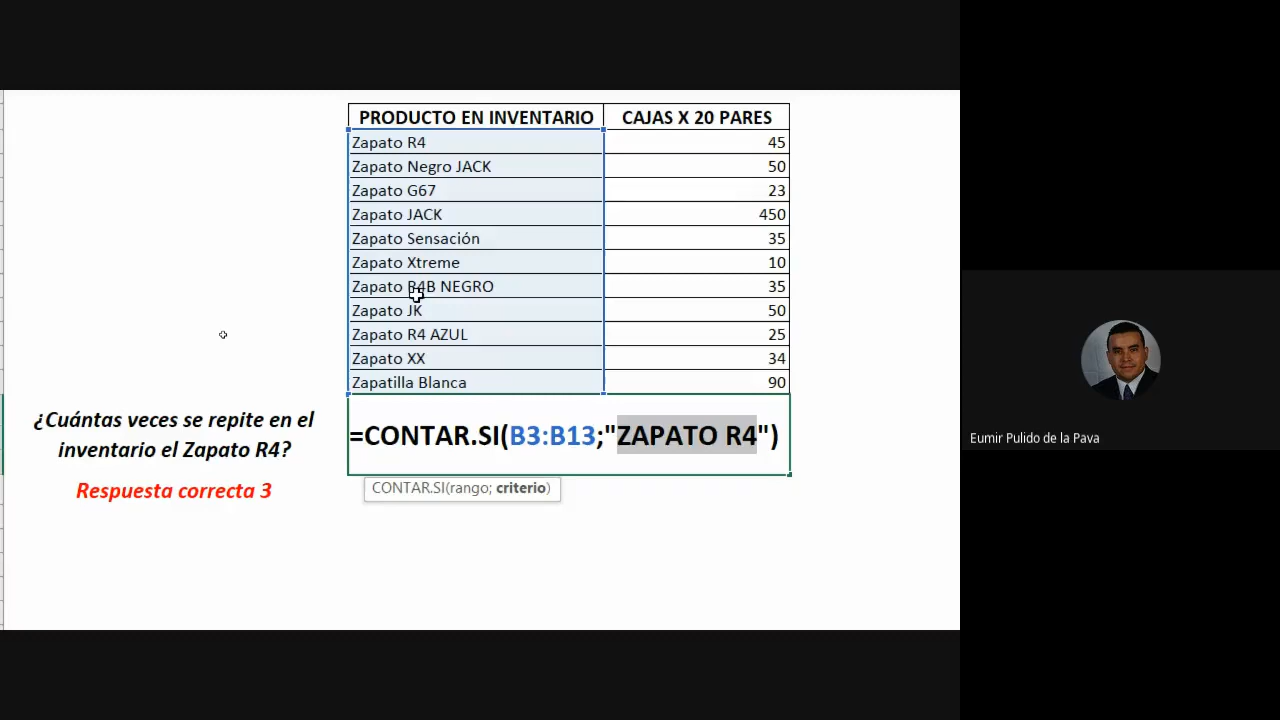 PRODUCTO EN INVENTARIO CAJAS X 20 PARES
Zapato R4 45
Zapato Negro JACK 50
Zapato G67 23
Zapato JACK 450
Zapato Sensación 35
Zapato Xtreme 10
Zapato R4B NEGRO 35
Zapato JK 50
Zapato R4 AZUL 25
Zapato XX 34
Zapatilla Blanca 90
¿Cuántas veces se repite en el
inventario el Zapato R4?
Respuesta correcta 3
=CONTAR.SI(B3:B13;"ZAPATO R4")
CONTAR.SI(rango; criterio)
Eumir Pulido de la Pava